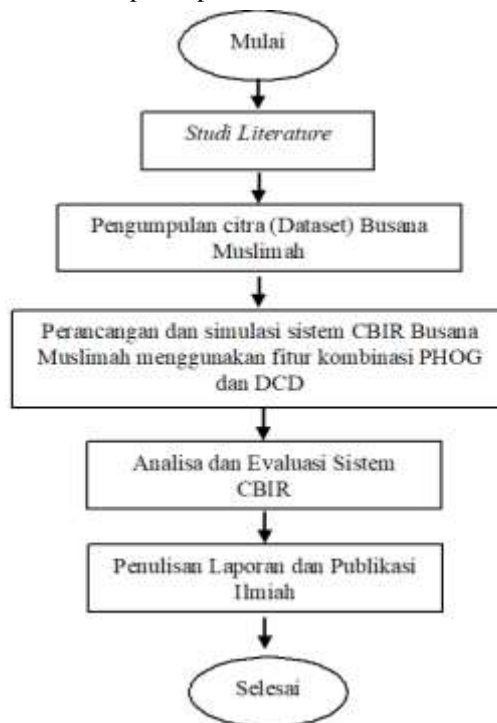 Mulai
Studi Literature
Pengumpulan citra (Dataset) Busana
Muslimah
Perancangan dan simulasi sistem CBIR Busana
Muslimah menggunakan fitur kombinasi PHOG
dan DCD
Analisa dan Evaluasi Sistem
CBIR
Penulisan Laporan dan Publikasi
Ilmiah
Selesai